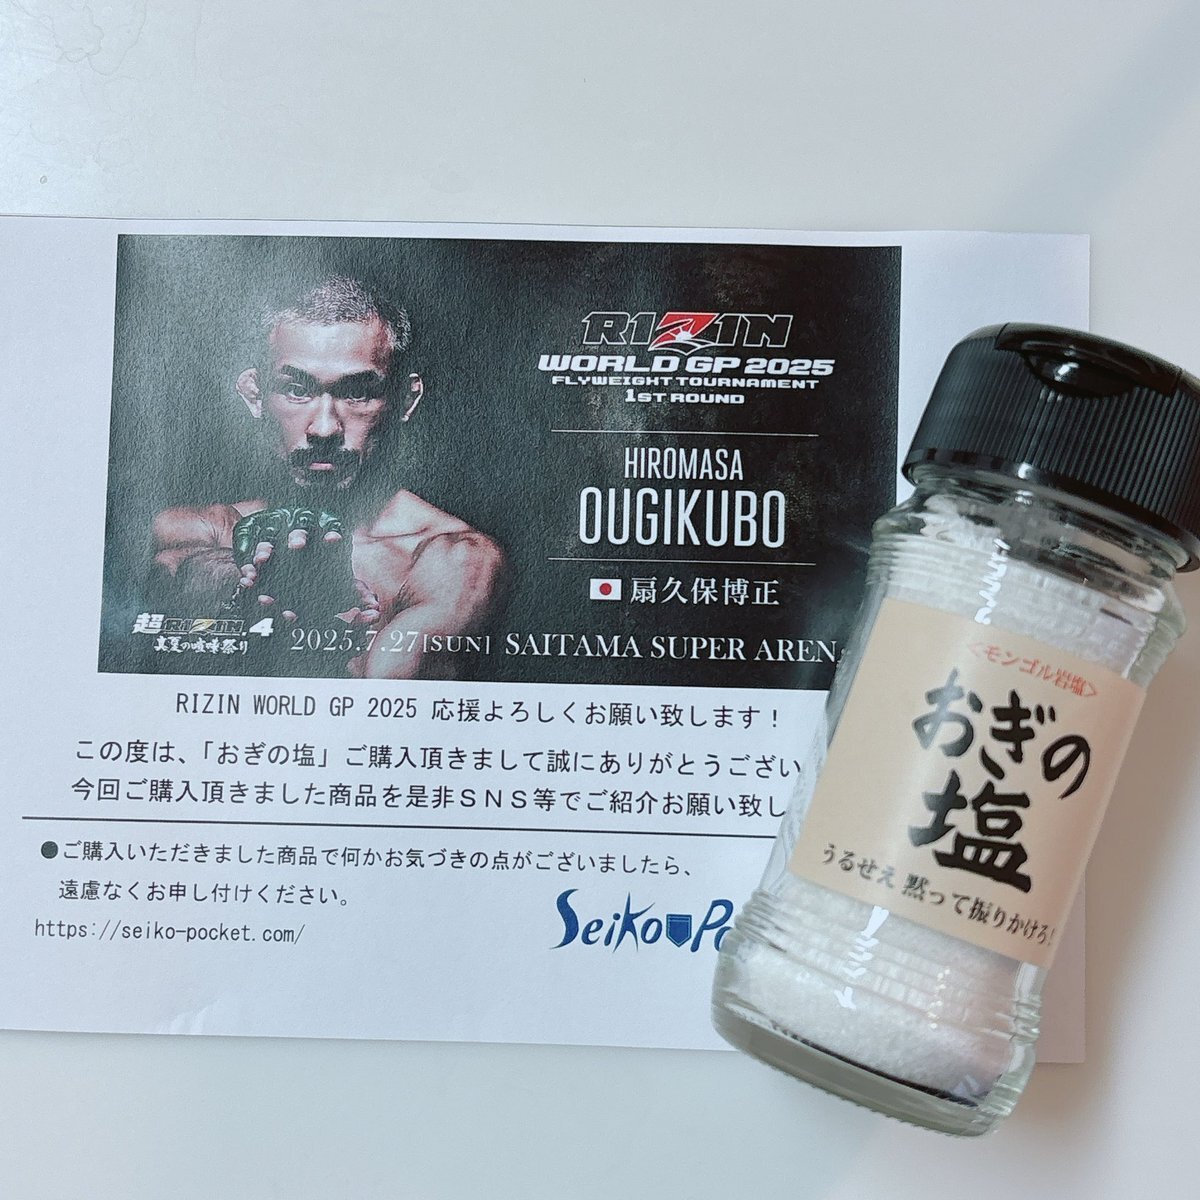 RIZIN
WORLD GP 2025
FLYWEIGHT TOURNAMENT
1ST ROUND
HIROMASA
OUGIKUBO
扇久保博正
超RIZIN.4
真夏の喧嘩祭り
2025.7.27[SUN] SAITAMA SUPER AREN
RIZIN WORLD GP 2025 応援よろしくお願い致します！
この度は、「おぎの塩」ご購入頂きまして誠にありがとうござい
今回ご購入頂きました商品を是非ＳＮＳ等でご紹介お願い致し
●ご購入いただきました商品で何かお気づきの点がございましたら、
遠慮なくお申し付けください。
https://seiko-pocket.com/
Seiko Po
<モンゴル岩塩>
おぎの
塩
うるせえ 黙って振りかけろ!